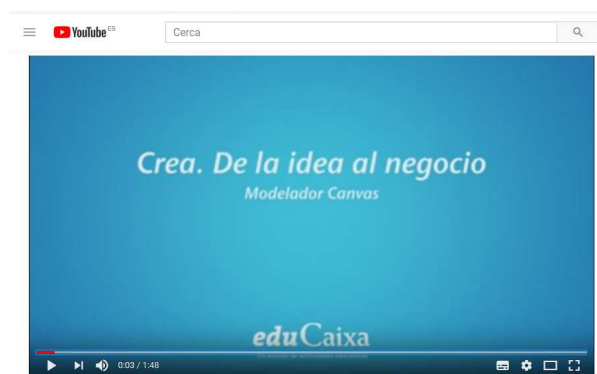 YouTube ES
Cerca
Crea. De la idea al negocio
Modelador Canvas
eduCaixa
0:03 / 1:48